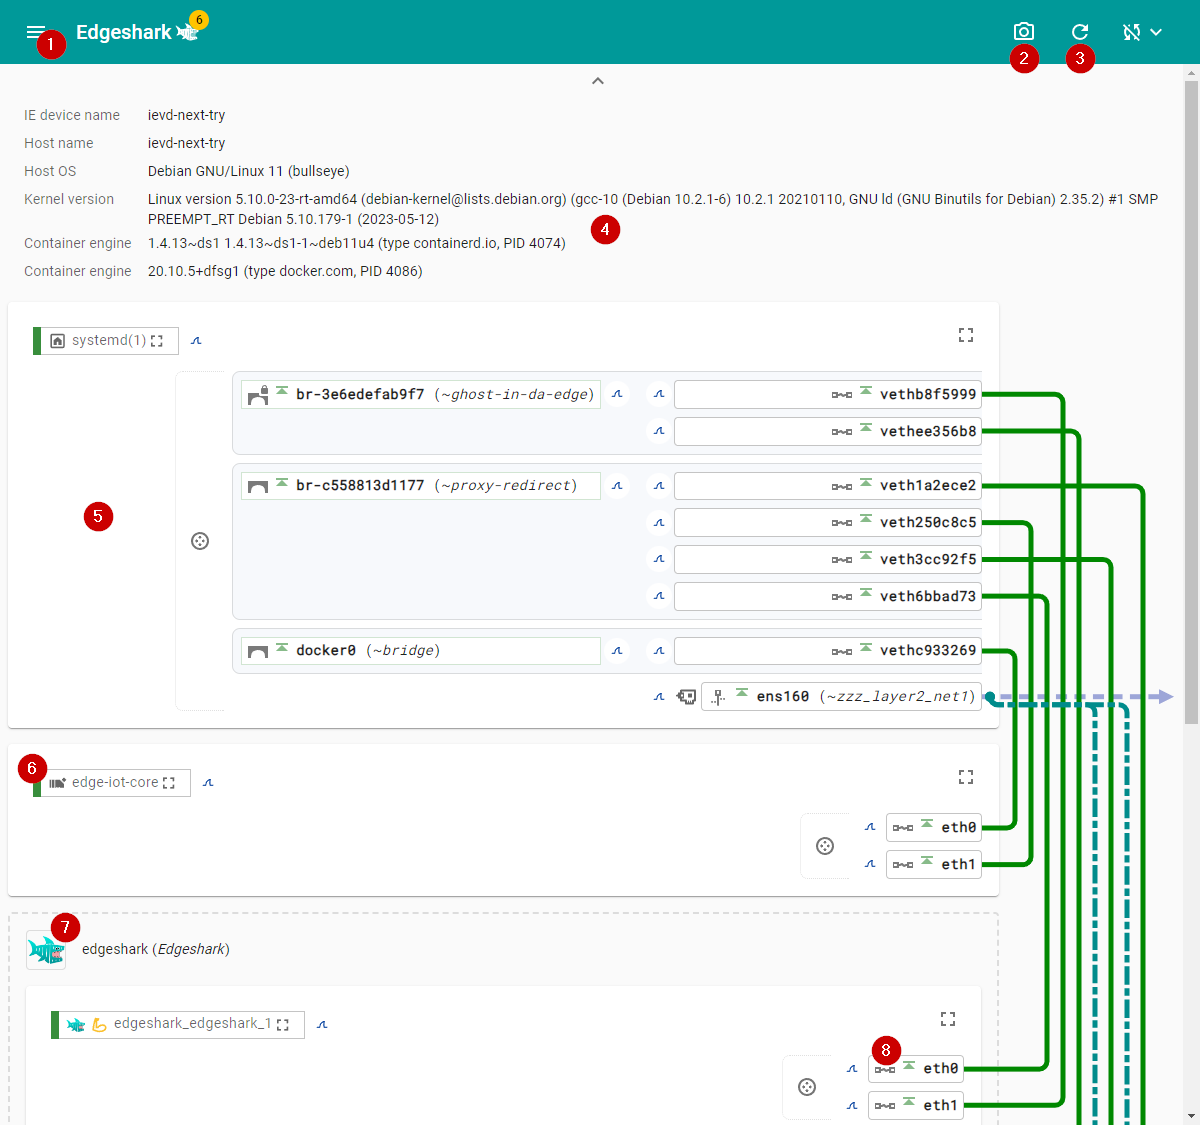 Edgeshark 6
1
2
3
IE device name ievd-next-try
Host name ievd-next-try
Host OS Debian GNU/Linux 11 (bullseye)
Kernel version Linux version 5.10.0-23-rt-amd64 (debian-kernel@lists.debian.org) (gcc-10 (Debian 10.2.1-6) 10.2.1 20210110, GNU ld (GNU Binutils for Debian) 2.35.2) #1 SMP
PREEMPT_RT Debian 5.10.179-1 (2023-05-12)
4
Container engine 1.4.13~ds1 1.4.13~ds1-1~deb11u4 (type containerd.io, PID 4074)
Container engine 20.10.5+dfsg1 (type docker.com, PID 4086)
systemd(1)
br-3e6edefab9f7 (~ghost-in-da-edge) vethb8f5999
vethee356b8
br-c558813d1177 (~proxy-redirect) veth1a2ece2
5
veth250c8c5
veth3cc92f5
veth6bbad73
docker0 (~bridge) vethc933269
ens160 (~zzz_layer2_net1)
6
edge-iot-core
eth0
eth1
7
edgeshark (Edgeshark)
edgeshark_edgeshark_1
8
eth0
eth1